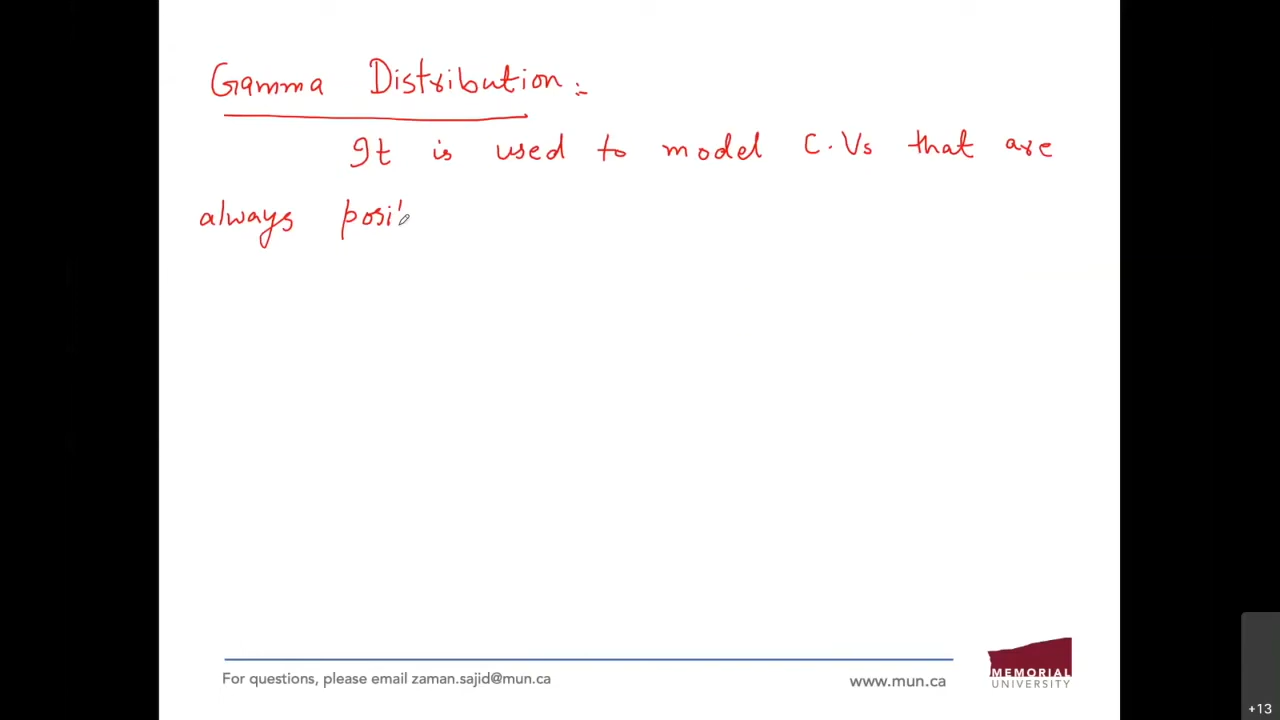 Gamma Distribution :-
It is used to model C.Vs that are
always posi
For questions, please email zaman.sajid@mun.ca
www.mun.ca
MEMORIAL
UNIVERSITY
+13